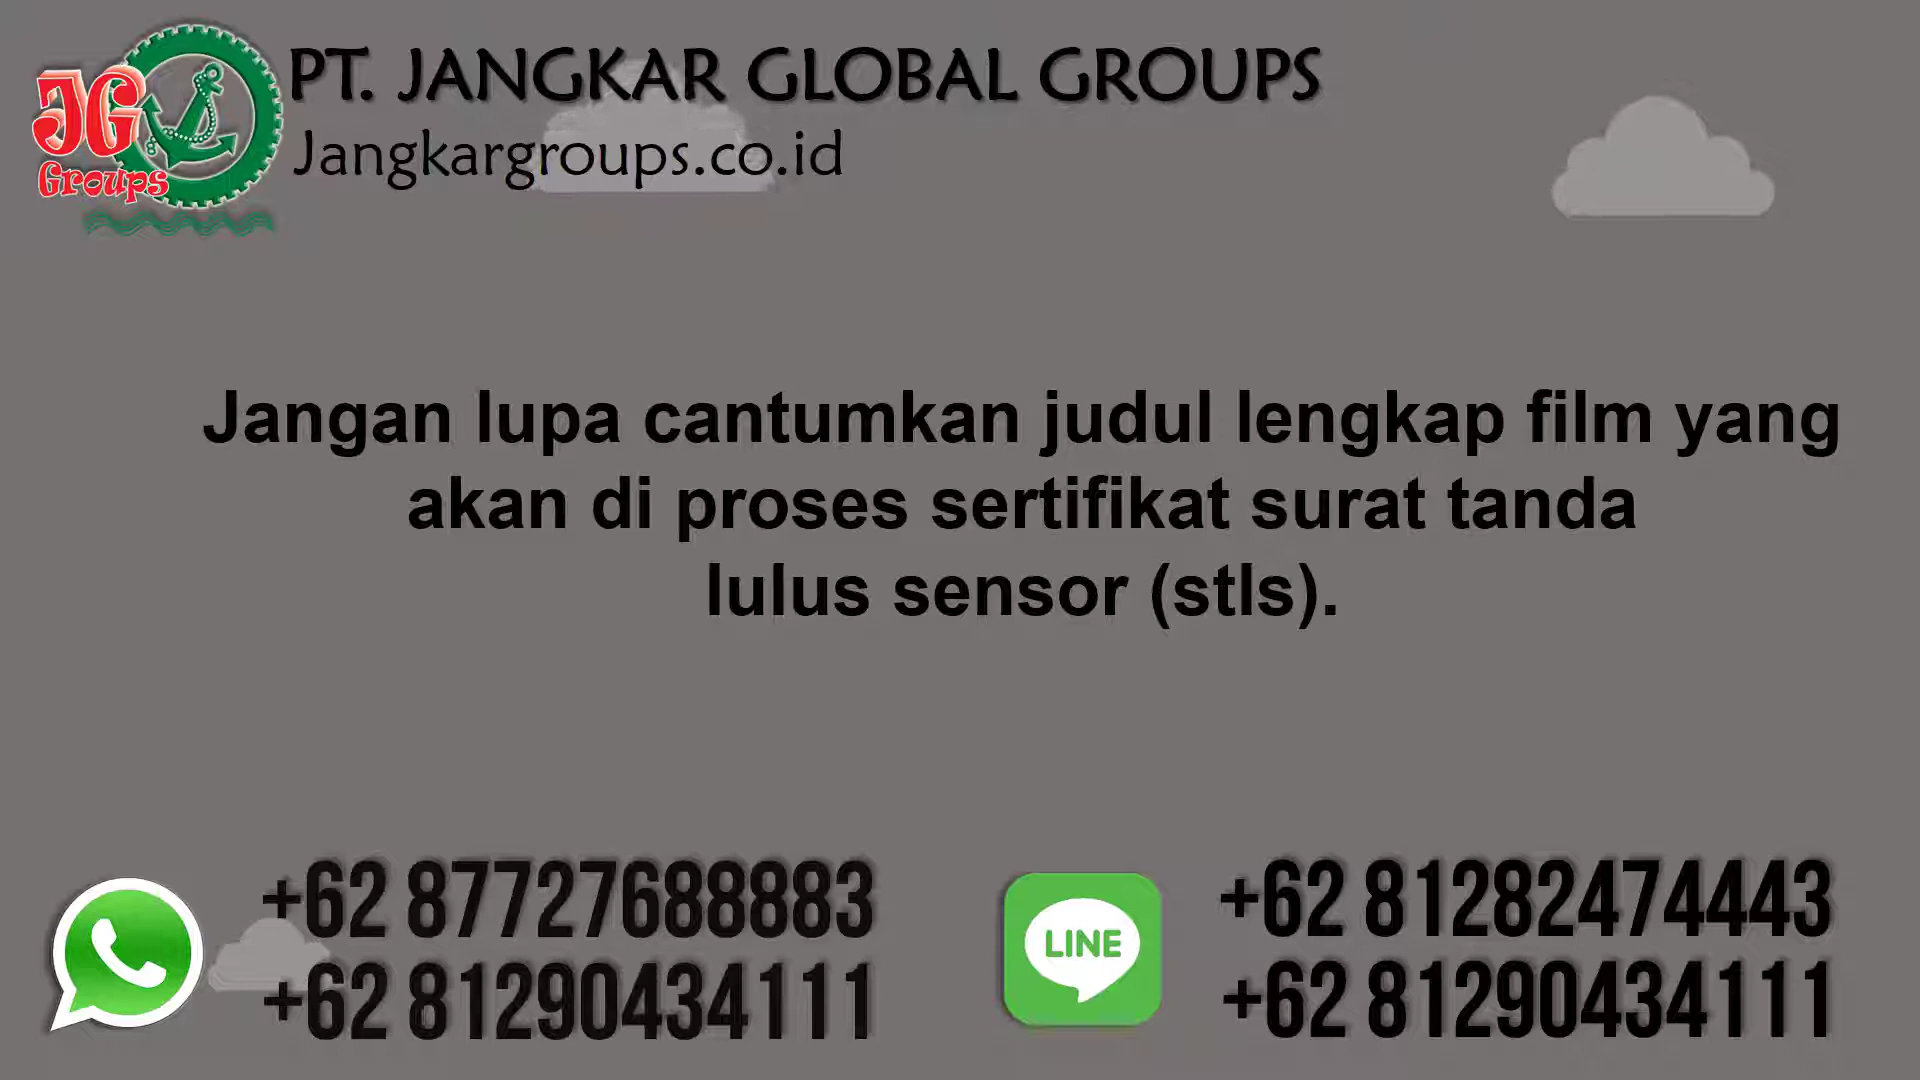 JG
Groups
PT. JANGKAR GLOBAL GROUPS
Jangkargroups.co.id
Jangan lupa cantumkan judul lengkap film yang
akan di proses sertifikat surat tanda
lulus sensor (stls).
+62 87727688883
+62 81290434111
LINE
+62 81282474443
+62 81290434111